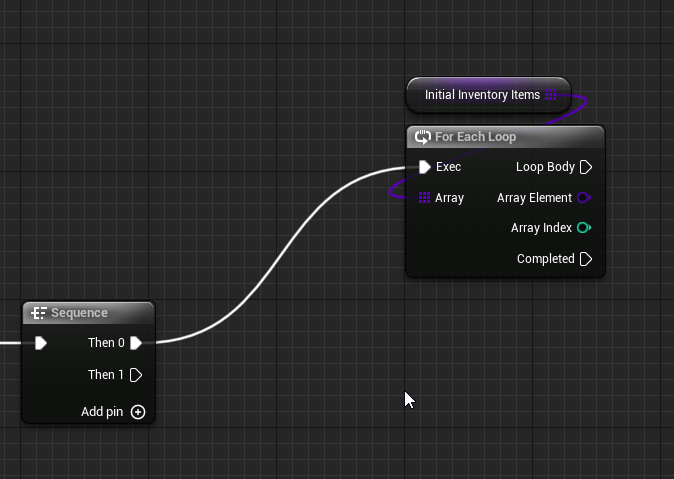 Initial Inventory Items
For Each Loop
Exec
Loop Body
Array
Array Element
Array Index
Completed
Sequence
Then 0
Then 1
Add pin